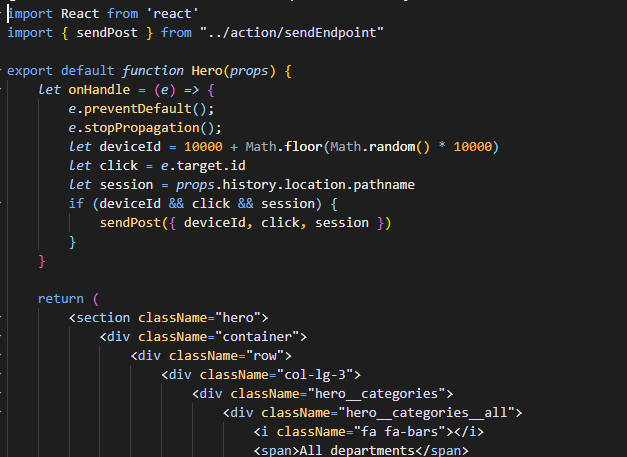 import React from 'react'
import { sendPost } from "../action/sendEndpoint"

export default function Hero(props) {
    let onHandle = (e) => {
        e.preventDefault();
        e.stopPropagation();
        let deviceId = 10000 + Math.floor(Math.random() * 10000)
        let click = e.target.id
        let session = props.history.location.pathname
        if (deviceId && click && session) {
            sendPost({ deviceId, click, session })
        }
    }

    return (
        <section className="hero">
            <div className="container">
                <div className="row">
                    <div className="col-lg-3">
                        <div className="hero__categories">
                            <div className="hero__categories__all">
                                <i className="fa fa-bars"></i>
                                <span>All departments</span>